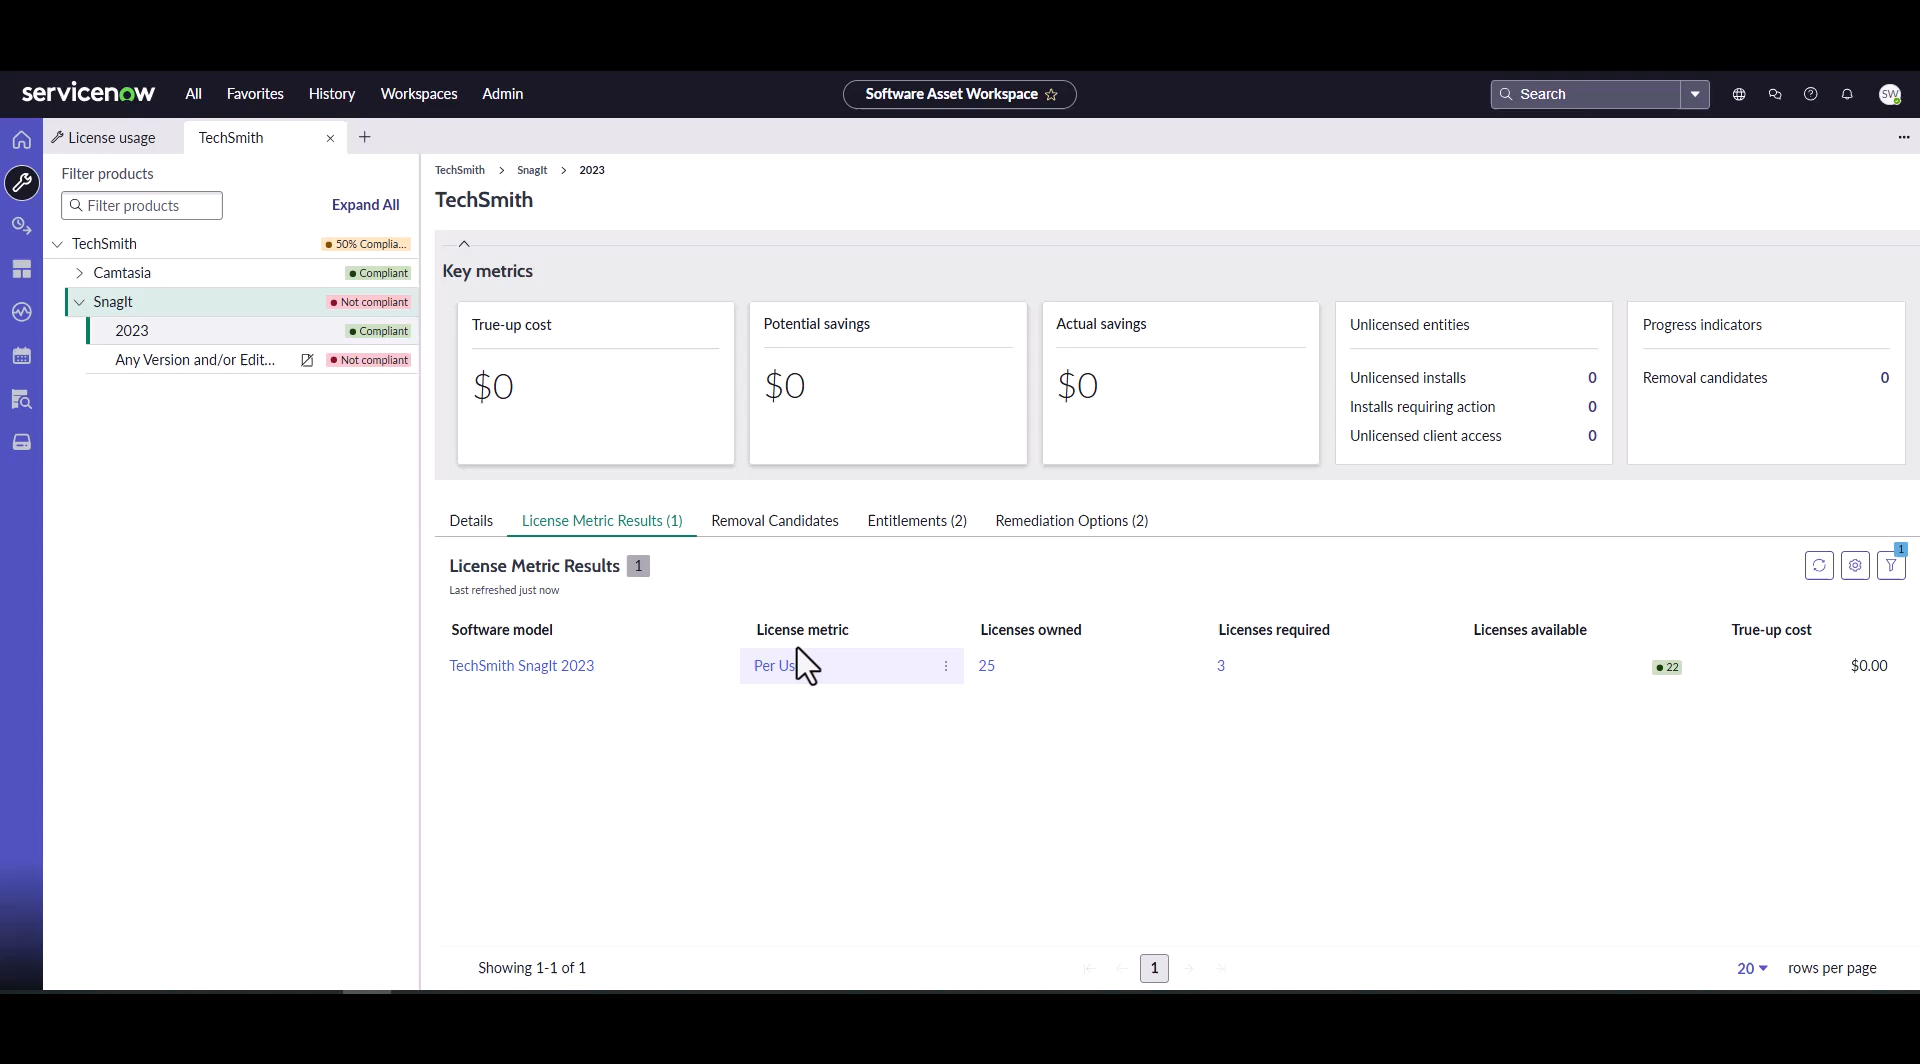 servicenow All Favorites History Workspaces Admin Software Asset Workspace Search SW
License usage TechSmith
Filter products
Filter products Expand All
TechSmith 50% Complia...
Camtasia Compliant
SnagIt Not compliant
2023 Compliant
Any Version and/or Edit... Not compliant
TechSmith > SnagIt > 2023
TechSmith
Key metrics
True-up cost
$0
Potential savings
$0
Actual savings
$0
Unlicensed entities
Unlicensed installs 0
Installs requiring action 0
Unlicensed client access 0
Progress indicators
Removal candidates 0
Details License Metric Results (1) Removal Candidates Entitlements (2) Remediation Options (2)
License Metric Results 1
1
Last refreshed just now
Software model License metric Licenses owned Licenses required Licenses available True-up cost
TechSmith SnagIt 2023 Per Us 25 3 22 $0.00
Showing 1-1 of 1 1 20 rows per page